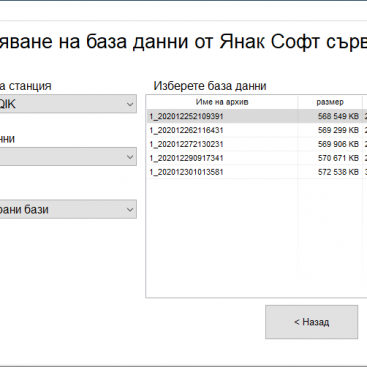 яване на база данни от Янак Софт сърв
а станция
QIK
нни
рани бази
Изберете база данни
Име на архив размер
1_202012252109391 568 549 KB 2
1_202012262116431 569 299 KB 2
1_202012272130231 569 906 KB 2
1_202012290917341 570 671 KB 2
1_202012301013581 572 538 KB 3
< Назад